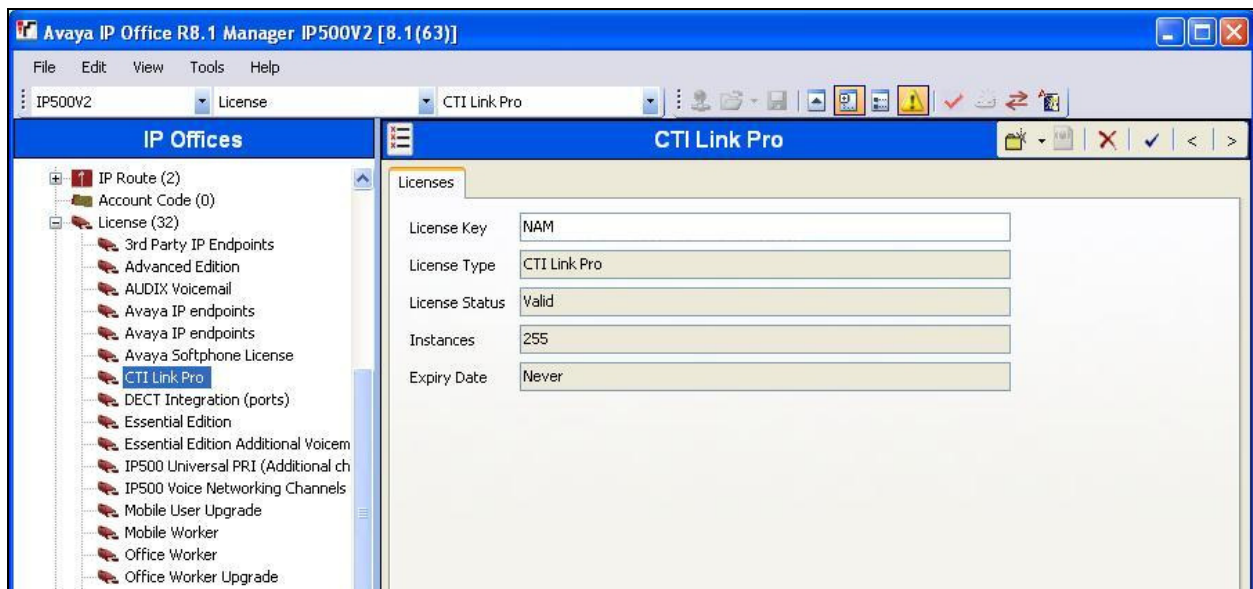 Avaya IP Office R8.1 Manager IP500V2 [8.1(63)]
File Edit View Tools Help
IP500V2 License CTI Link Pro
IP Offices
CTI Link Pro
IP Route (2)
Account Code (0)
License (32)
3rd Party IP Endpoints
Advanced Edition
AUDIX Voicemail
Avaya IP endpoints
Avaya IP endpoints
Avaya Softphone License
CTI Link Pro
DECT Integration (ports)
Essential Edition
Essential Edition Additional Voicem
IP500 Universal PRI (Additional ch
IP500 Voice Networking Channels
Mobile User Upgrade
Mobile Worker
Office Worker
Office Worker Upgrade
Licenses
License Key NAM
License Type CTI Link Pro
License Status Valid
Instances 255
Expiry Date Never